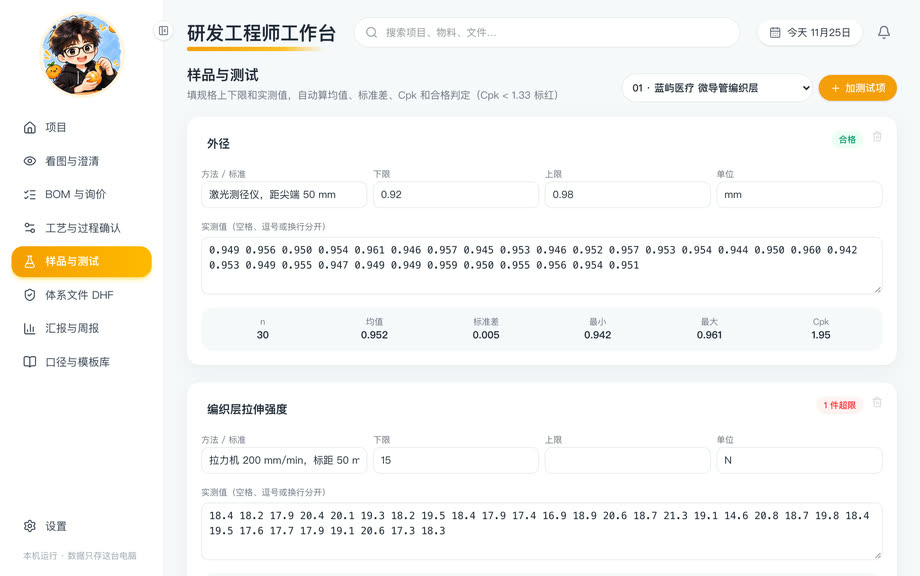 研发工程师工作台
搜索项目、物料、文件...
今天 11月25日
项目
看图与澄清
BOM 与询价
工艺与过程确认
样品与测试
体系文件 DHF
汇报与周报
口径与模板库
设置
本机运行 · 数据只存这台电脑
样品与测试
填规格上下限和实测值，自动算均值、标准差、Cpk 和合格判定（Cpk < 1.33 标红）
01 · 蓝屿医疗 微导管编织层
+ 加测试项
外径
合格
方法 / 标准 下限 上限 单位
激光测径仪，距尖端 50 mm 0.92 0.98 mm
实测值（空格、逗号或换行分开）
0.949 0.956 0.950 0.954 0.961 0.946 0.957 0.945 0.953 0.946 0.952 0.957 0.953 0.954 0.944 0.950 0.960 0.942
0.953 0.949 0.955 0.947 0.949 0.949 0.959 0.950 0.955 0.956 0.954 0.951
n 均值 标准差 最小 最大 Cpk
30 0.952 0.005 0.942 0.961 1.95
编织层拉伸强度
1 件超限
方法 / 标准 下限 上限 单位
拉力机 200 mm/min，标距 50 m 15 N
实测值（空格、逗号或换行分开）
18.4 18.2 17.9 20.4 20.1 19.3 18.2 19.5 18.4 17.9 17.4 16.9 18.9 20.6 18.7 21.3 19.1 14.6 20.8 18.7 19.8 18.4
19.5 17.6 17.7 17.9 19.1 20.6 17.3 18.3